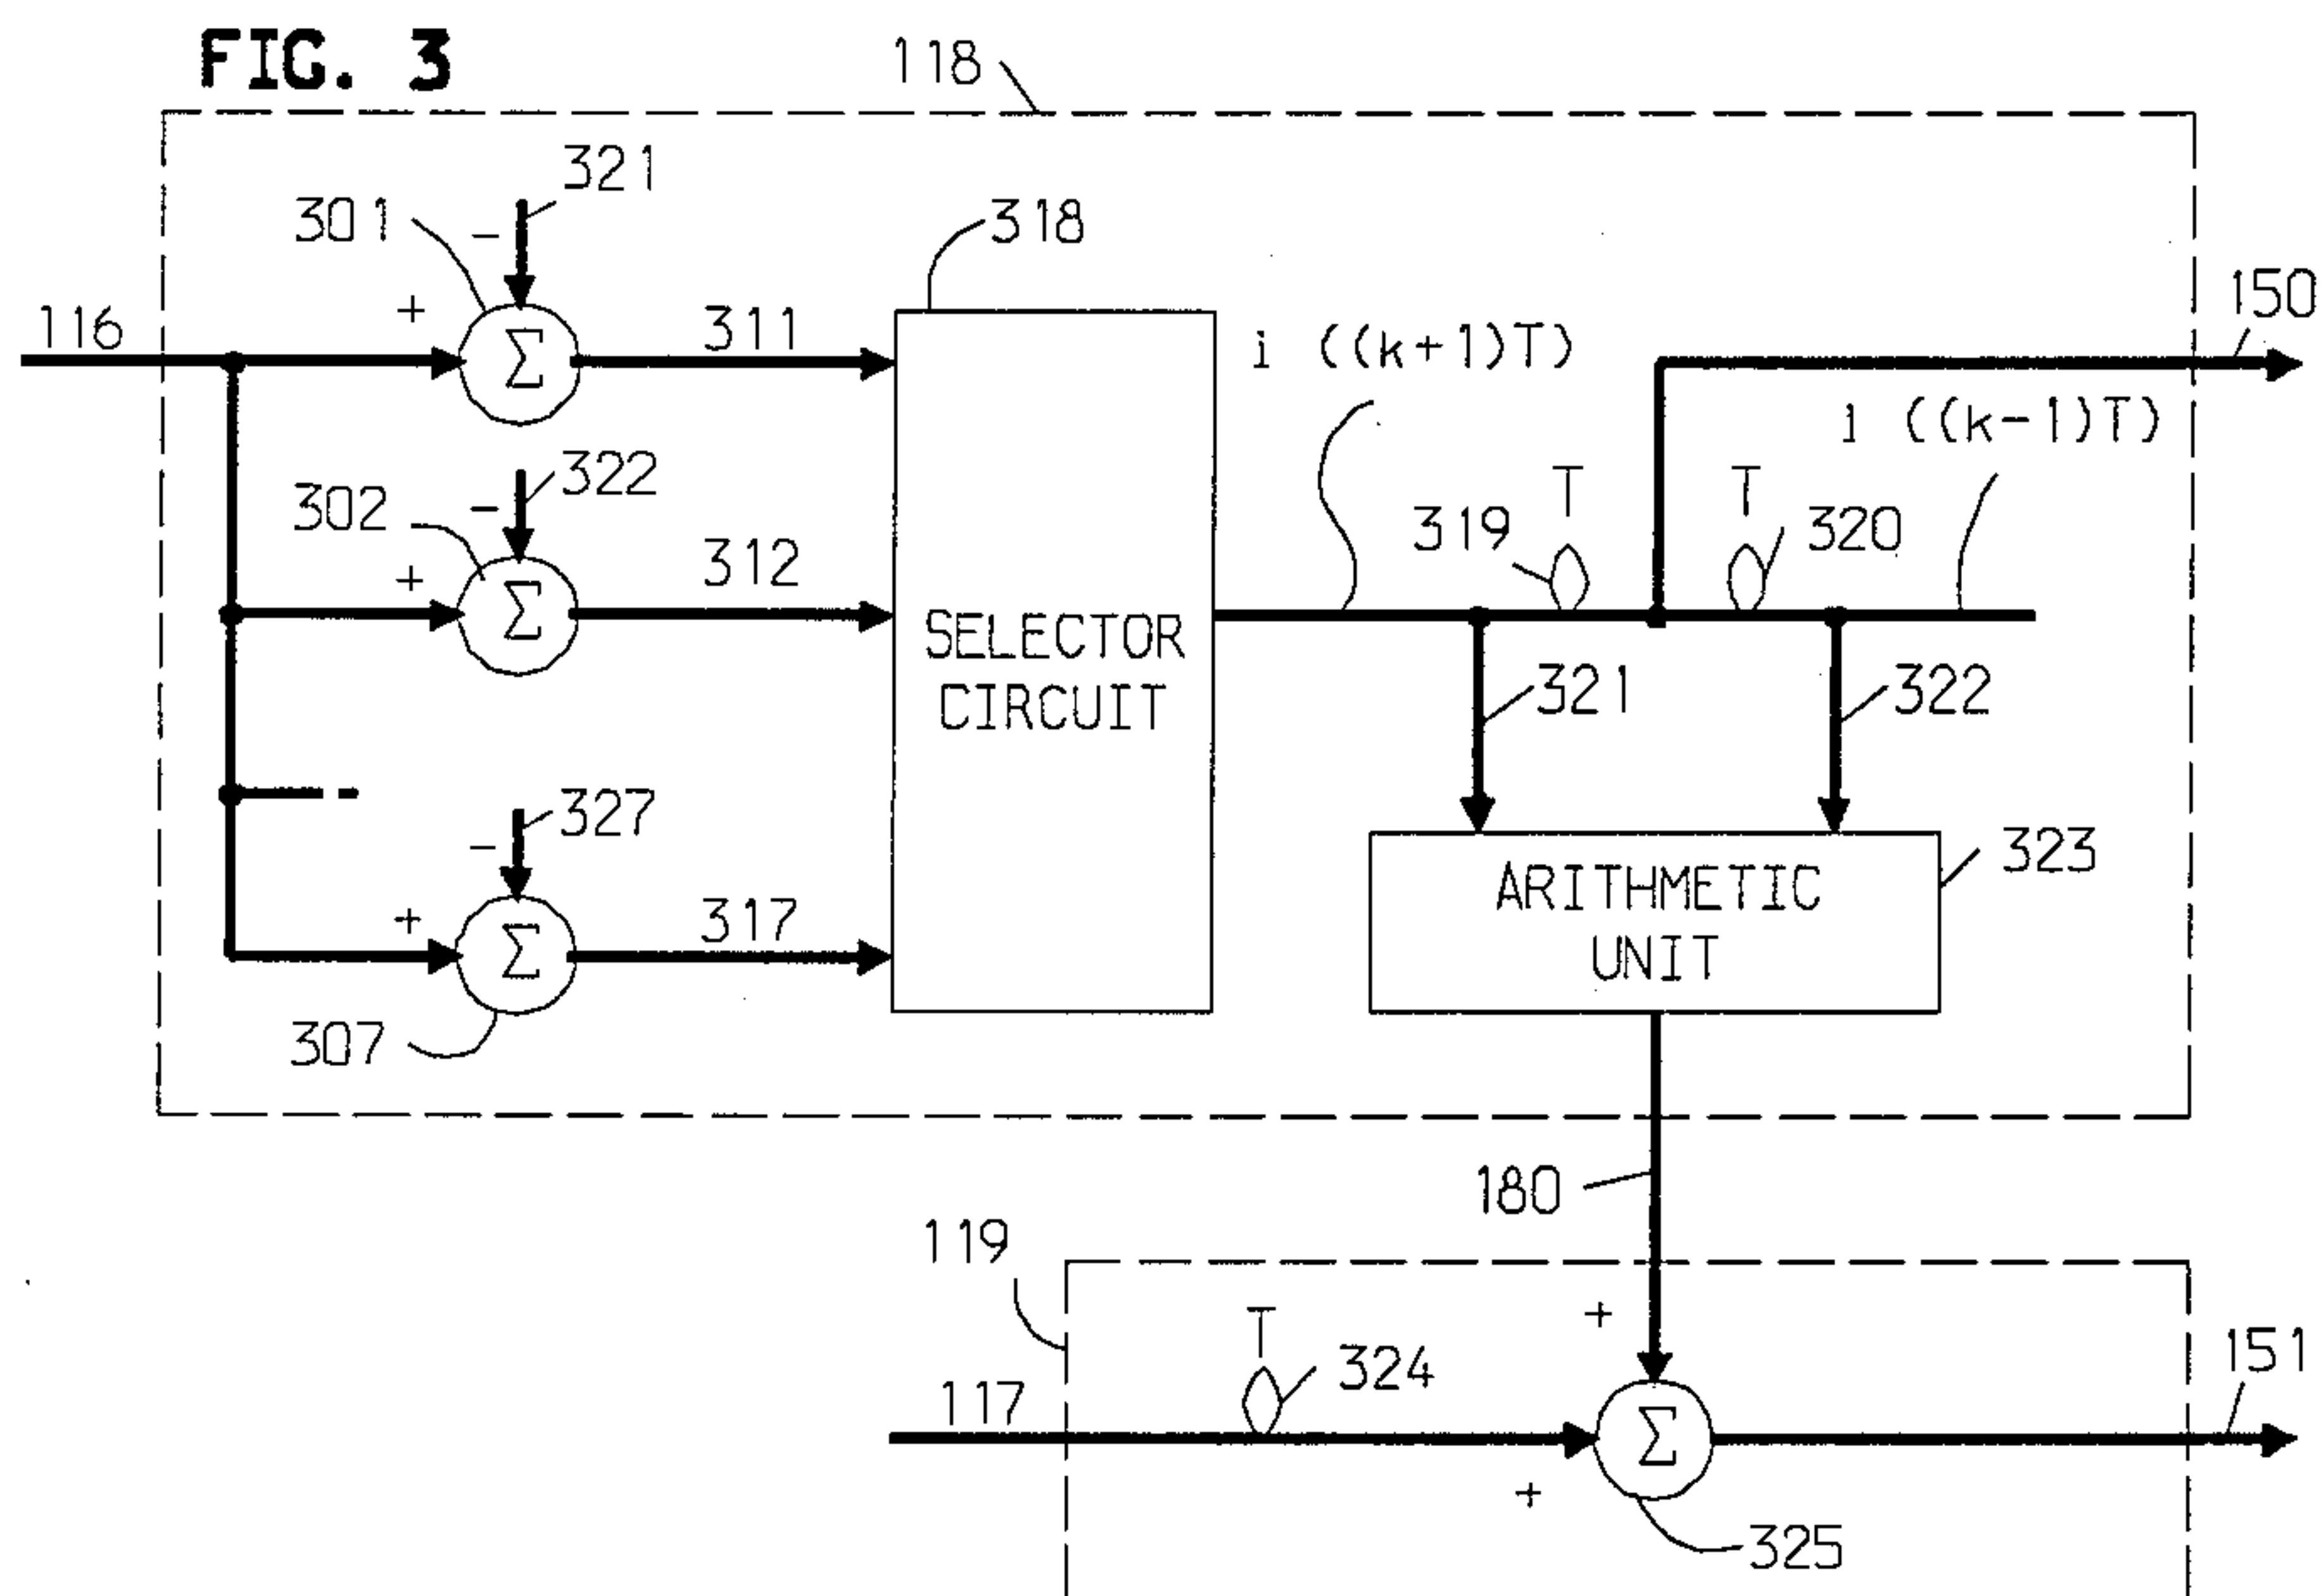 FIG. 3
118
321
301
-
318
116
+
Σ
311
i ((k+1)T)
150
322
1 ((k-1)T)
302
-
T
T
319
320
+
Σ
312
SELECTOR
CIRCUIT
321
322
327
-
323
ARITHMETIC
UNIT
+
Σ
317
307
180
119
+
T
324
151
117
Σ
+
325